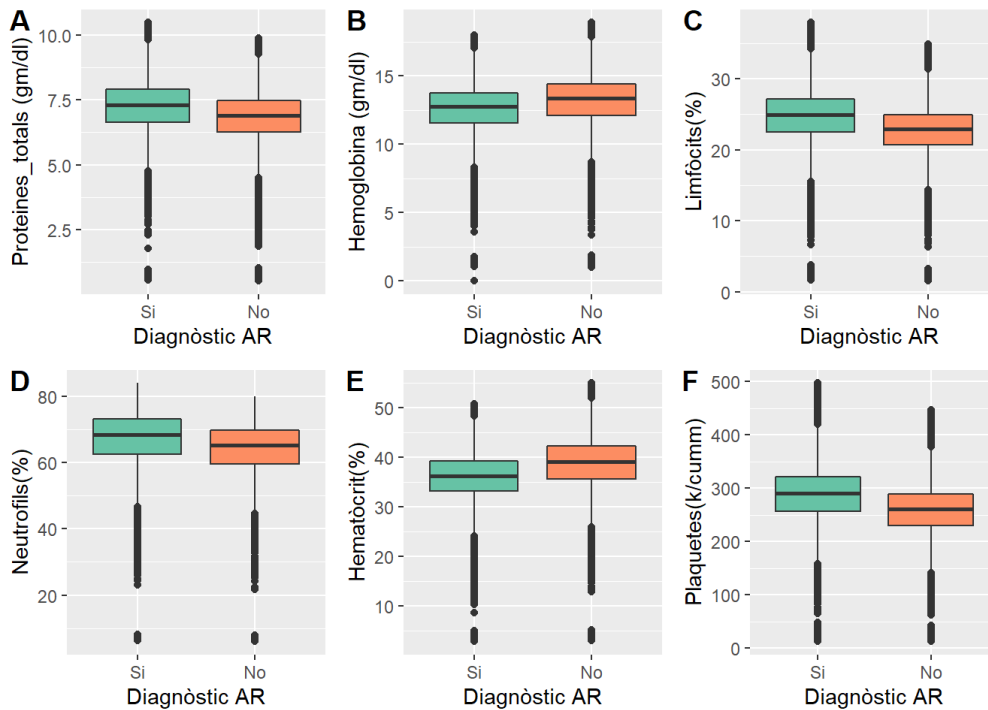 A
Proteïnes_totals (gm/dl)
10.0
7.5
5.0
2.5
Si No
Diagnòstic AR
B
Hemoglobina (gm/dl)
15
10
5
0
Si No
Diagnòstic AR
C
Limfòcits(%)
30
20
10
0
Si No
Diagnòstic AR
D
Neutrofils(%)
80
60
40
20
Si No
Diagnòstic AR
E
Hematòcrit(%)
50
40
30
20
10
Si No
Diagnòstic AR
F
Plaquetes(k/cumm)
500
400
300
200
100
0
Si No
Diagnòstic AR